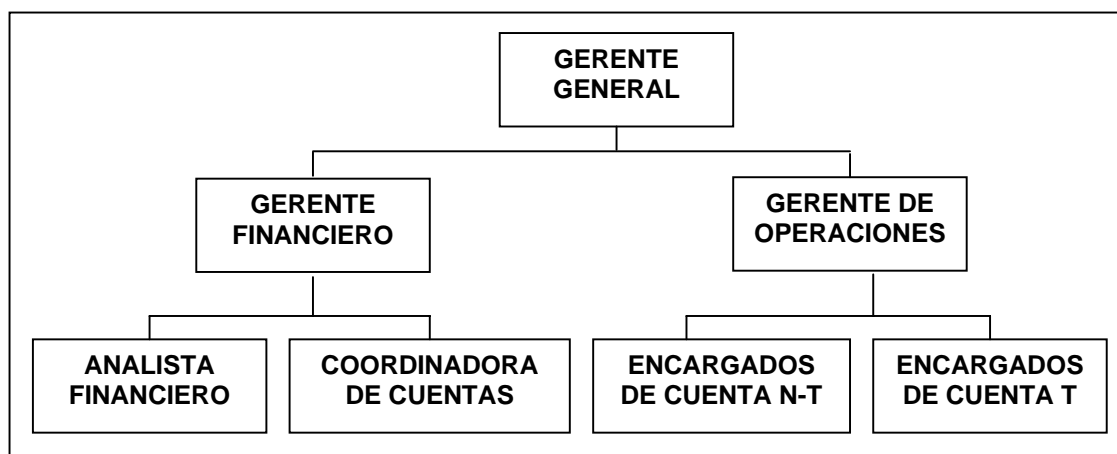 GERENTE
GENERAL
GERENTE
FINANCIERO
GERENTE DE
OPERACIONES
ANALISTA
FINANCIERO
COORDINADORA
DE CUENTAS
ENCARGADOS
DE CUENTA N-T
ENCARGADOS
DE CUENTA T